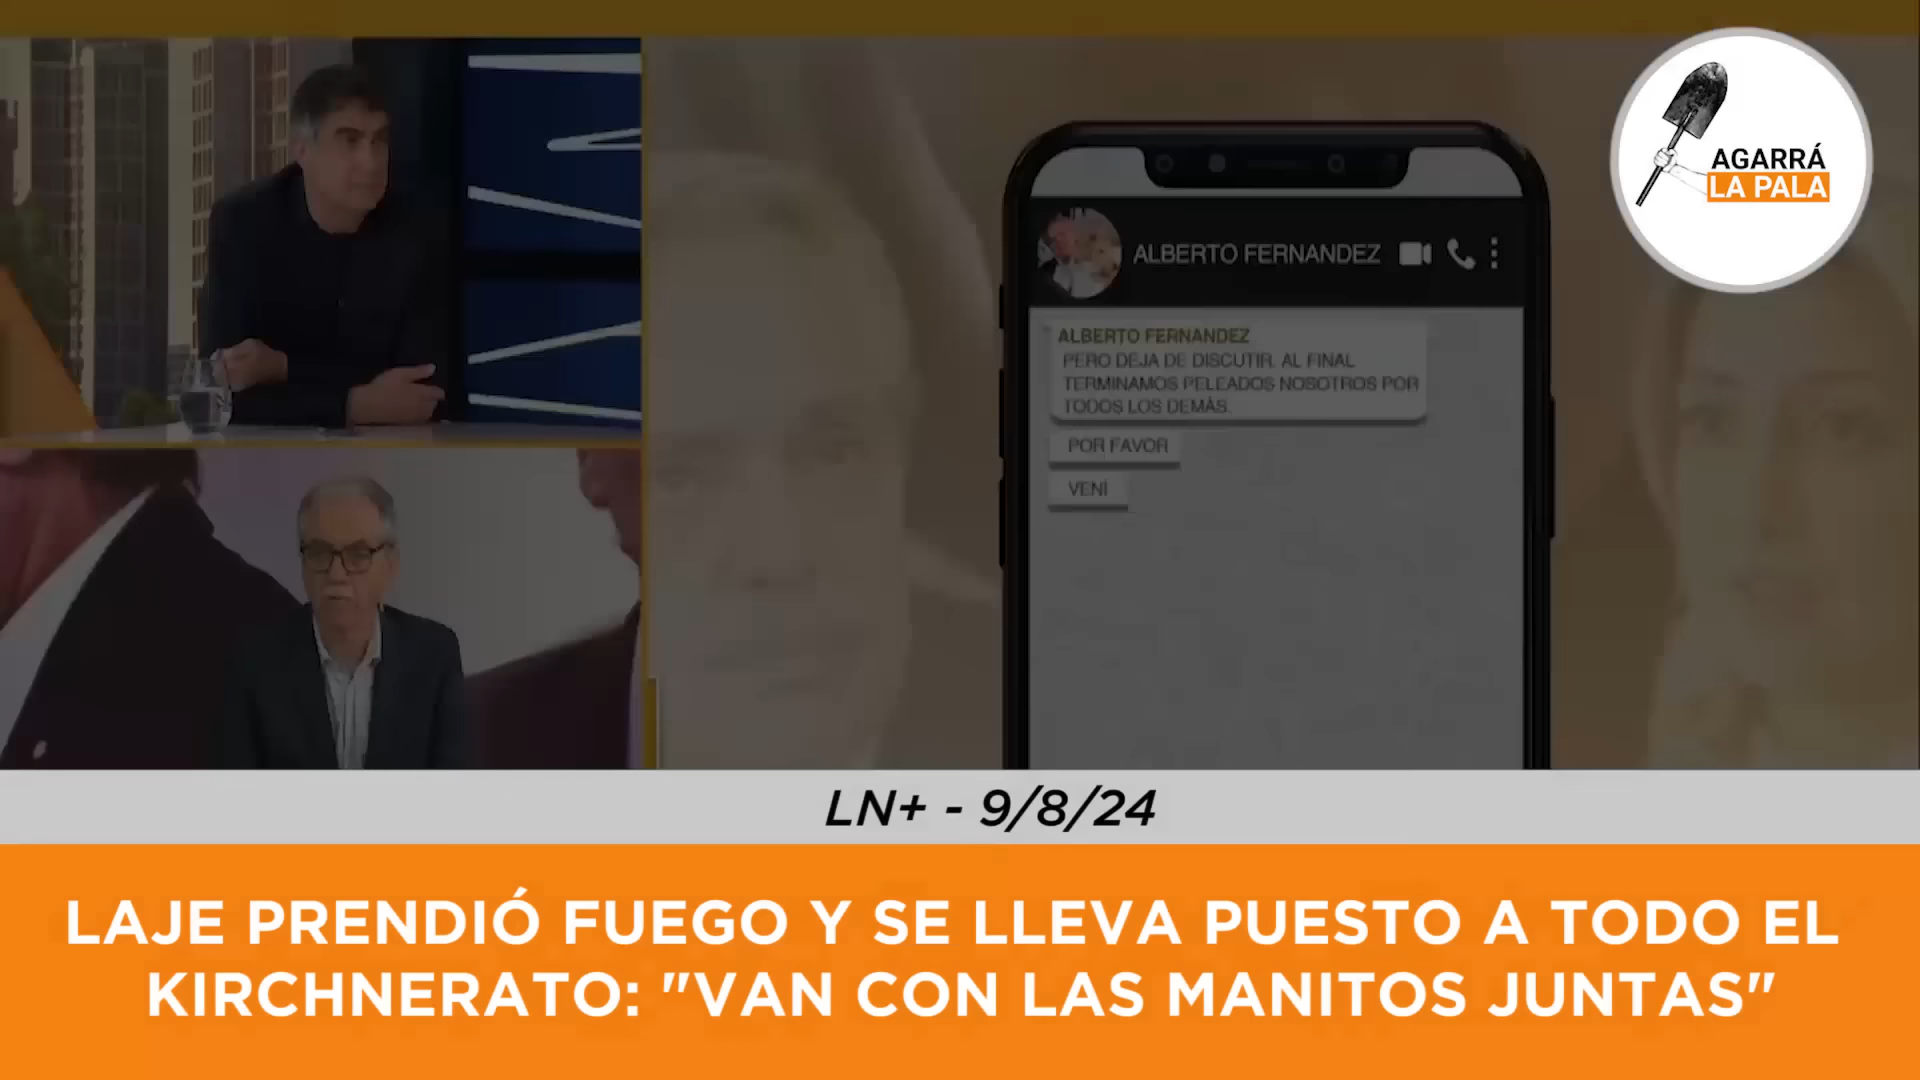 AGARRÁ
LA PALA
ALBERTO FERNANDEZ
ALBERTO FERNANDEZ
PERO DEJA DE DISCUTIR. AL FINAL
TERMINAMOS PELEADOS NOSOTROS POR
TODOS LOS DEMÁS.
POR FAVOR
VENÍ
LN+ - 9/8/24
LAJE PRENDIÓ FUEGO Y SE LLEVA PUESTO A TODO EL
KIRCHNERATO: "VAN CON LAS MANITOS JUNTAS"